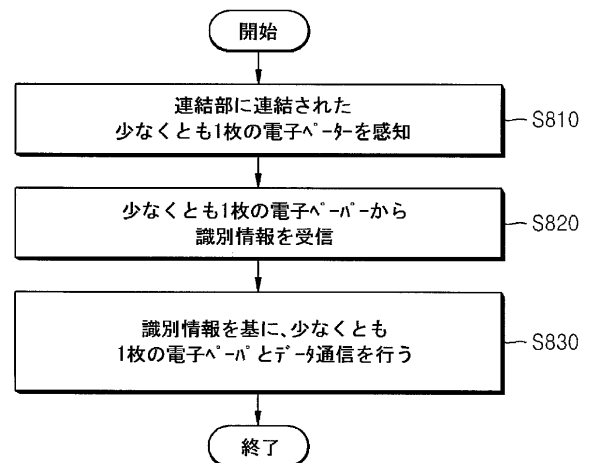 開始
連結部に連結された
少なくとも1枚の電子ペーターを感知
S810
少なくとも1枚の電子ペーパーから
識別情報を受信
S820
識別情報を基に、少なくとも
1枚の電子ペーパとデータ通信を行う
S830
終了